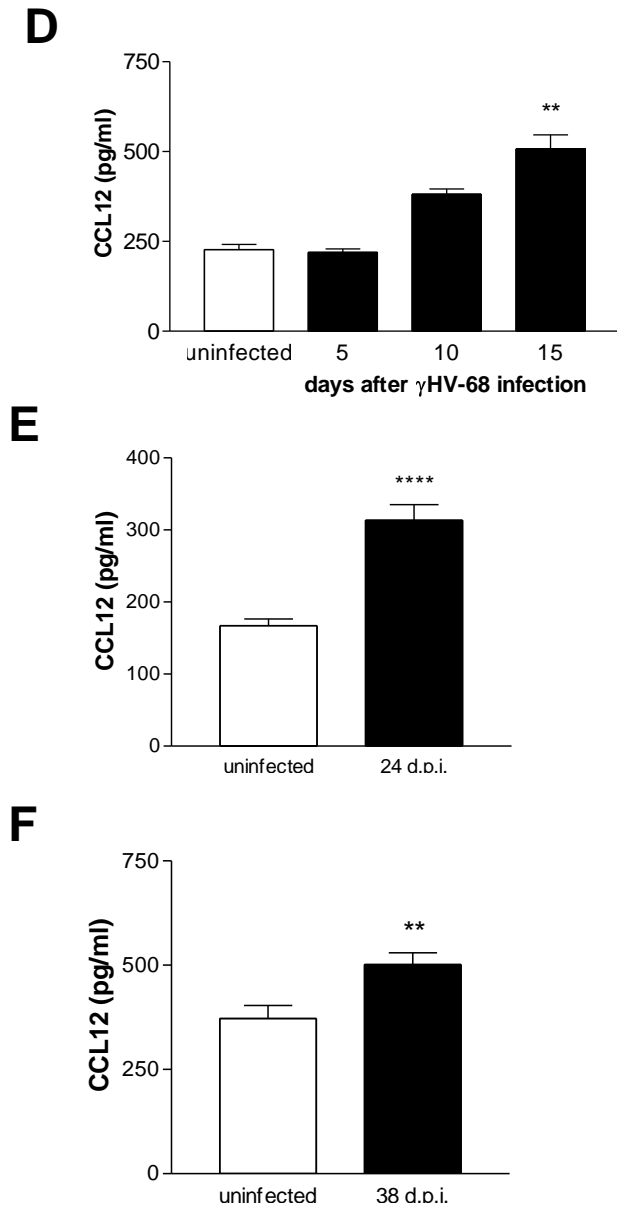 D
750
**
500
CCL12 (pg/ml)
250
0
uninfected 5 10 15
days after γHV-68 infection
E
400
****
300
CCL12 (pg/ml)
200
100
0
uninfected 24 d.p.i.
F
750
**
500
CCL12 (pg/ml)
250
0
uninfected 38 d.p.i.